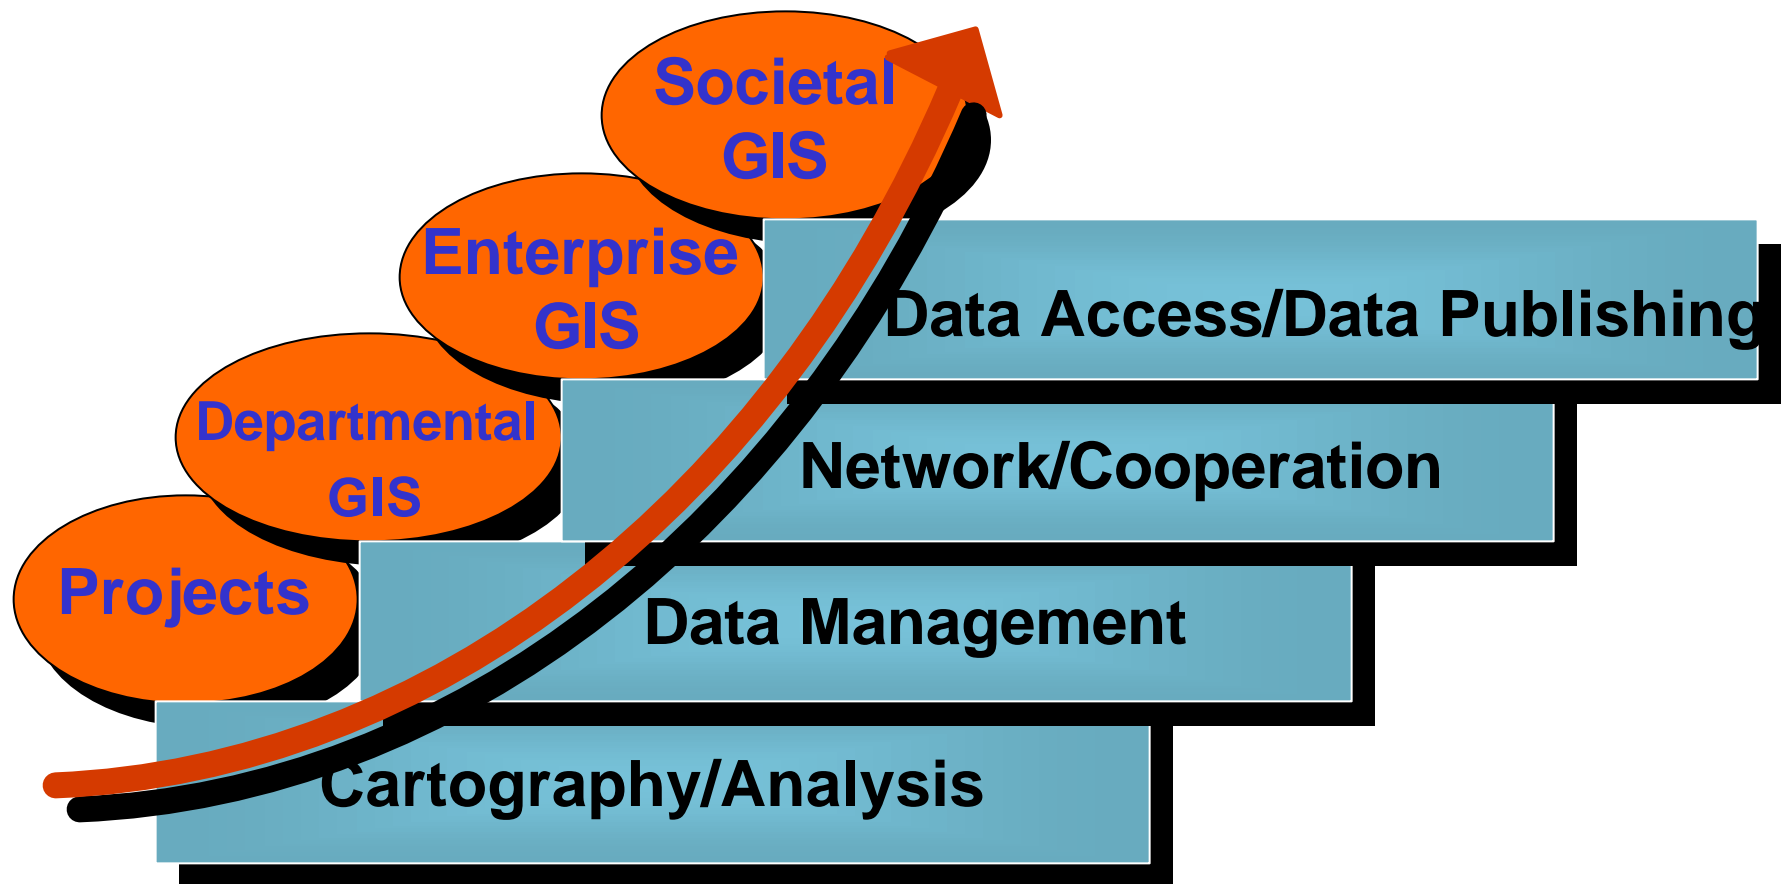 Societal
GIS
Data Access/Data Publishing
Enterprise
GIS
Network/Cooperation
Departmental
GIS
Data Management
Projects
Cartography/Analysis